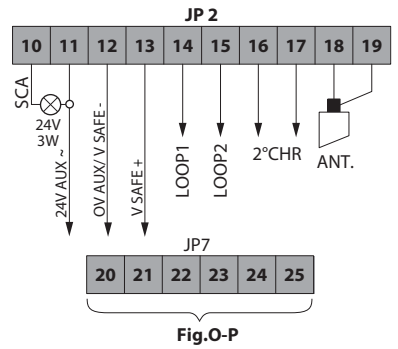 JP 2
10 11 12 13 14 15 16 17 18 19
SCA
24V
3W
24V AUX ~
0V AUX/ V SAFE -
V SAFE +
LOOP1
LOOP2
2°CHR
ANT.
JP7
20 21 22 23 24 25
Fig.O-P